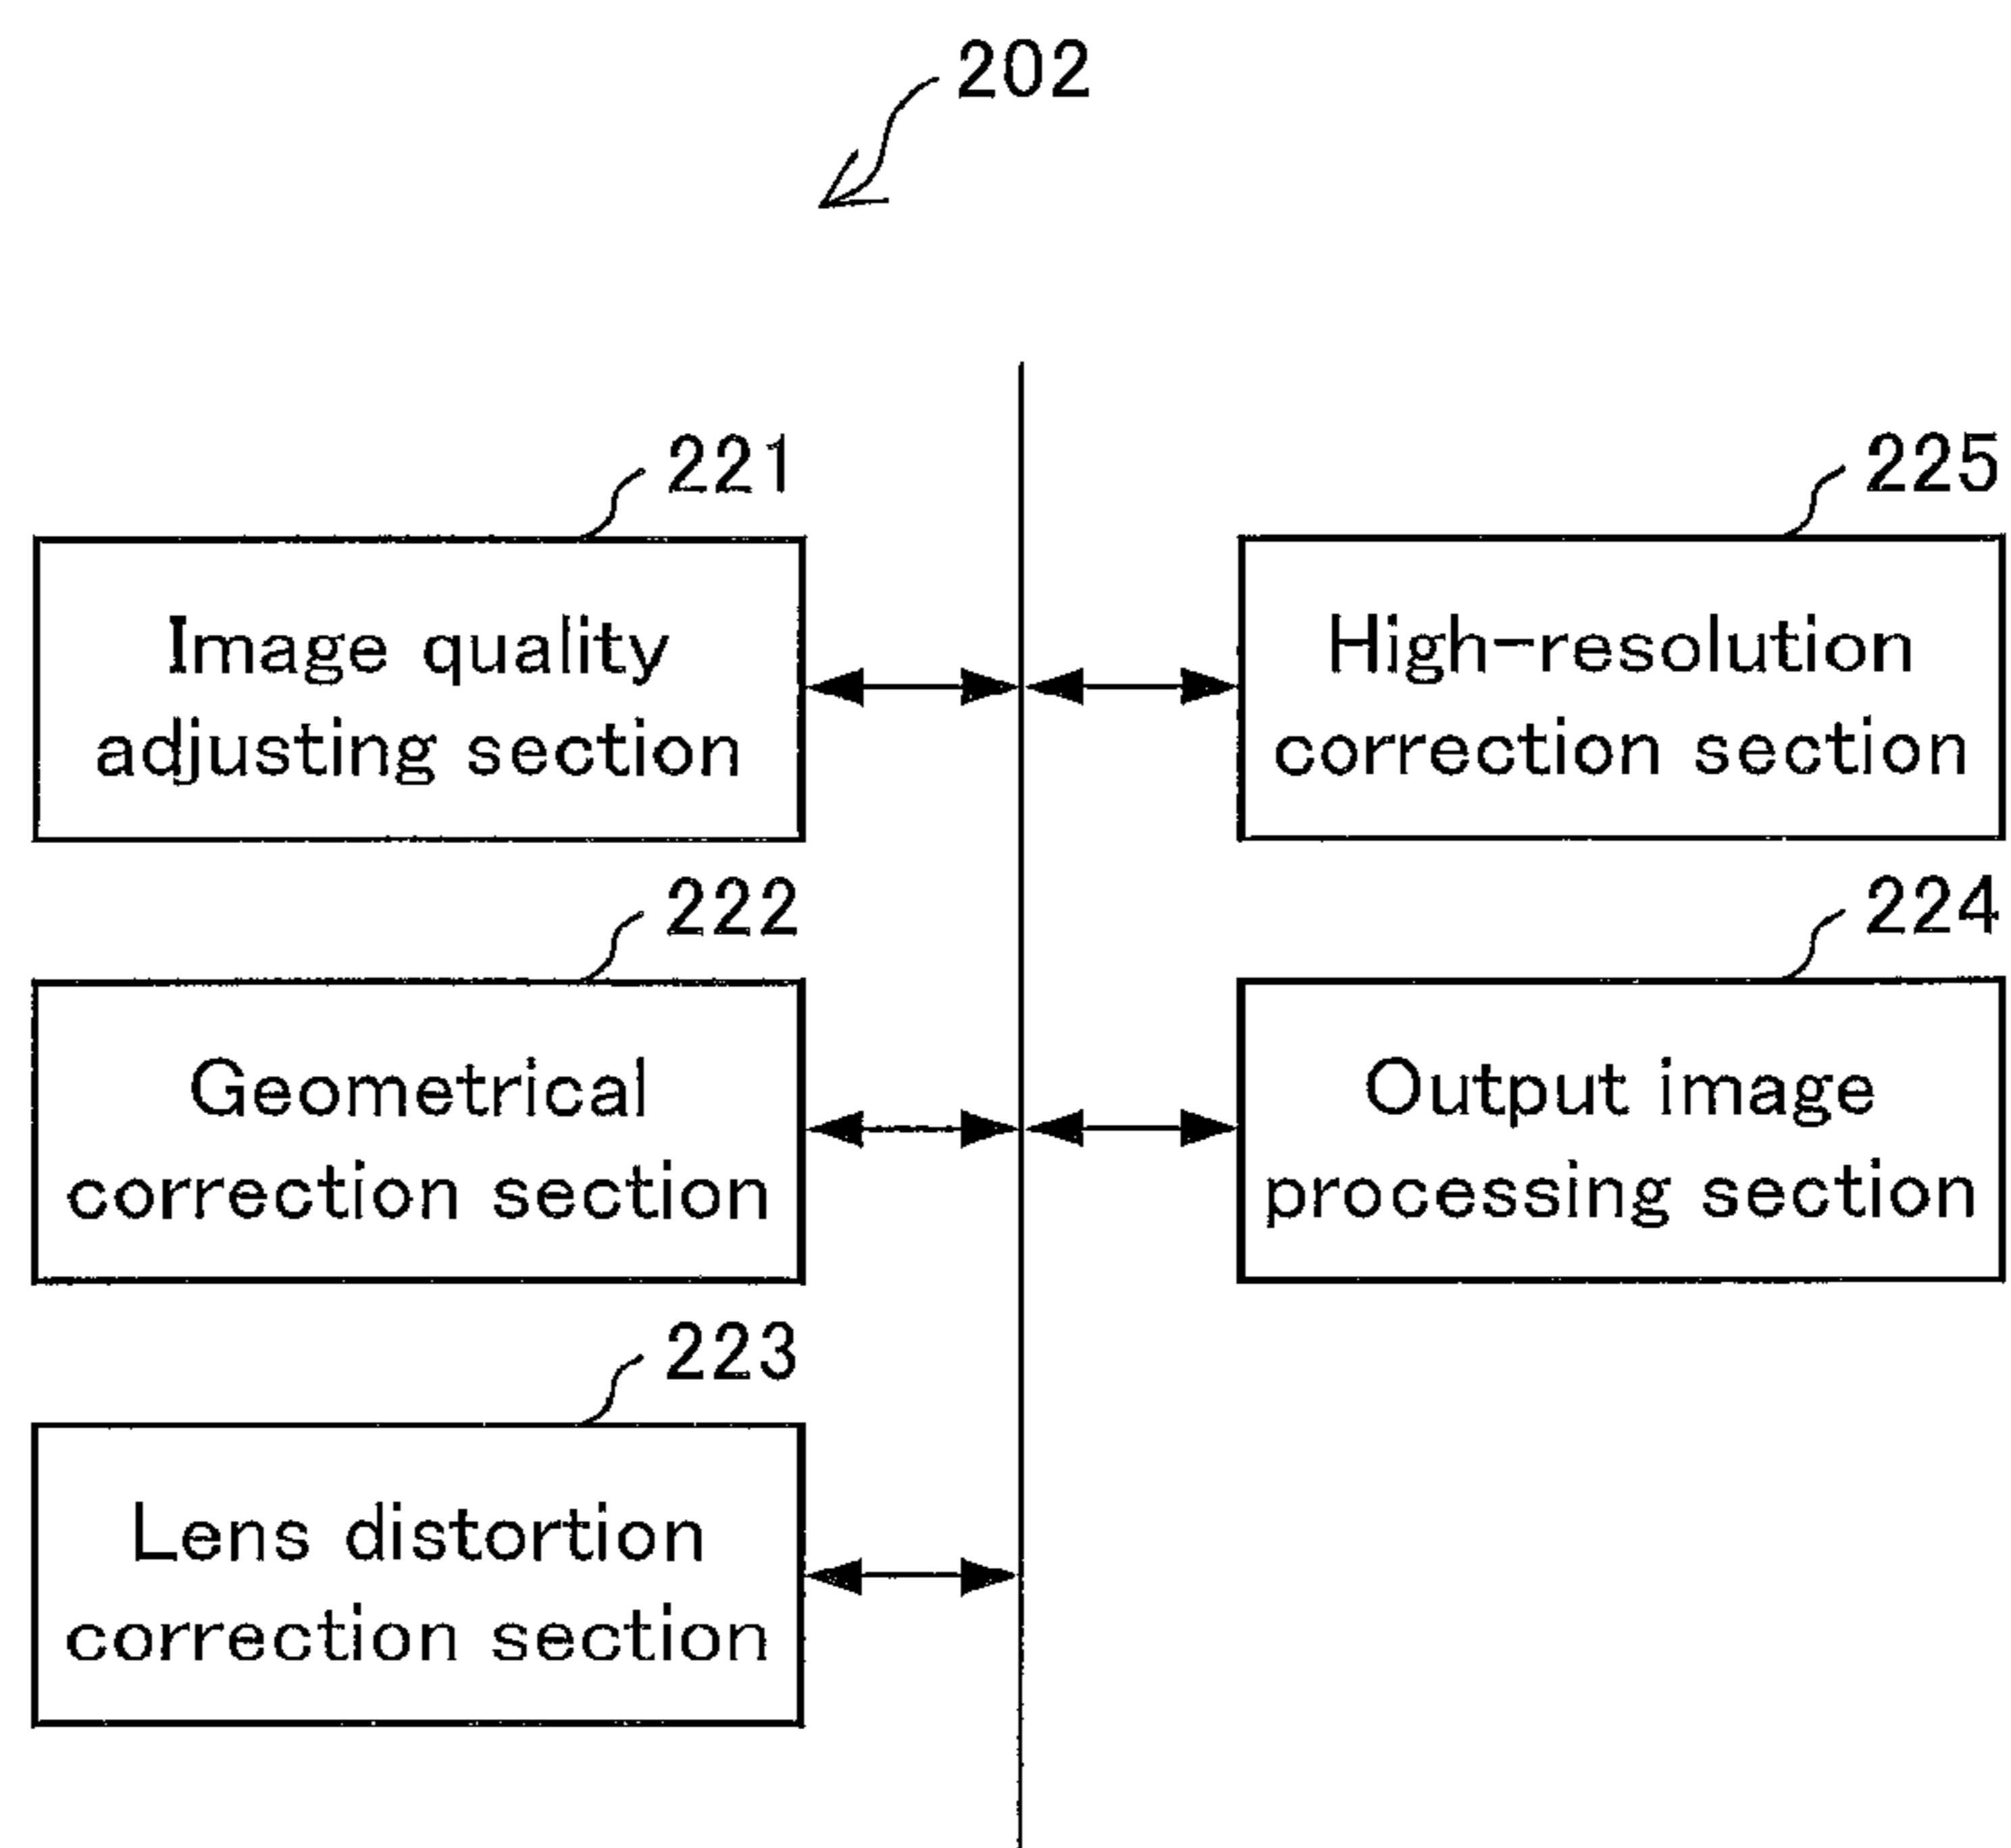 202
221
Image quality
adjusting section
222
Geometrical
correction section
223
Lens distortion
correction section
225
High-resolution
correction section
224
Output image
processing section